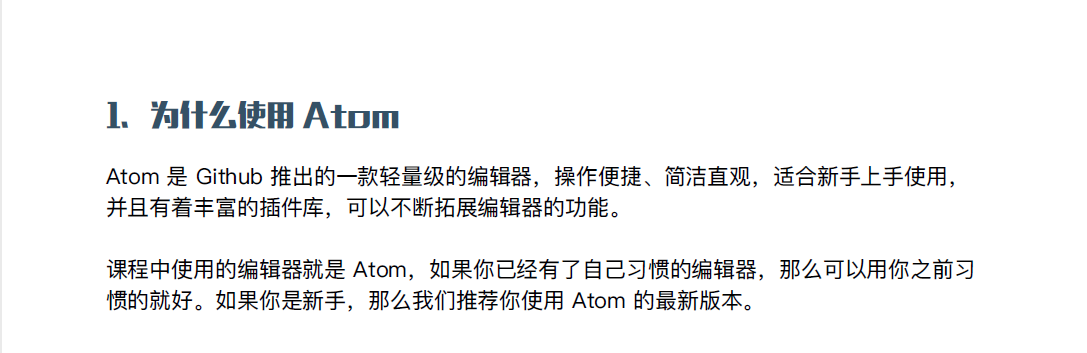 1、为什么使用 Atom
Atom 是 Github 推出的一款轻量级的编辑器，操作便捷、简洁直观，适合新手上手使用，
并且有着丰富的插件库，可以不断拓展编辑器的功能。
课程中使用的编辑器就是 Atom，如果你已经有了自己习惯的编辑器，那么可以用你之前习
惯的就好。如果你是新手，那么我们推荐你使用 Atom 的最新版本。